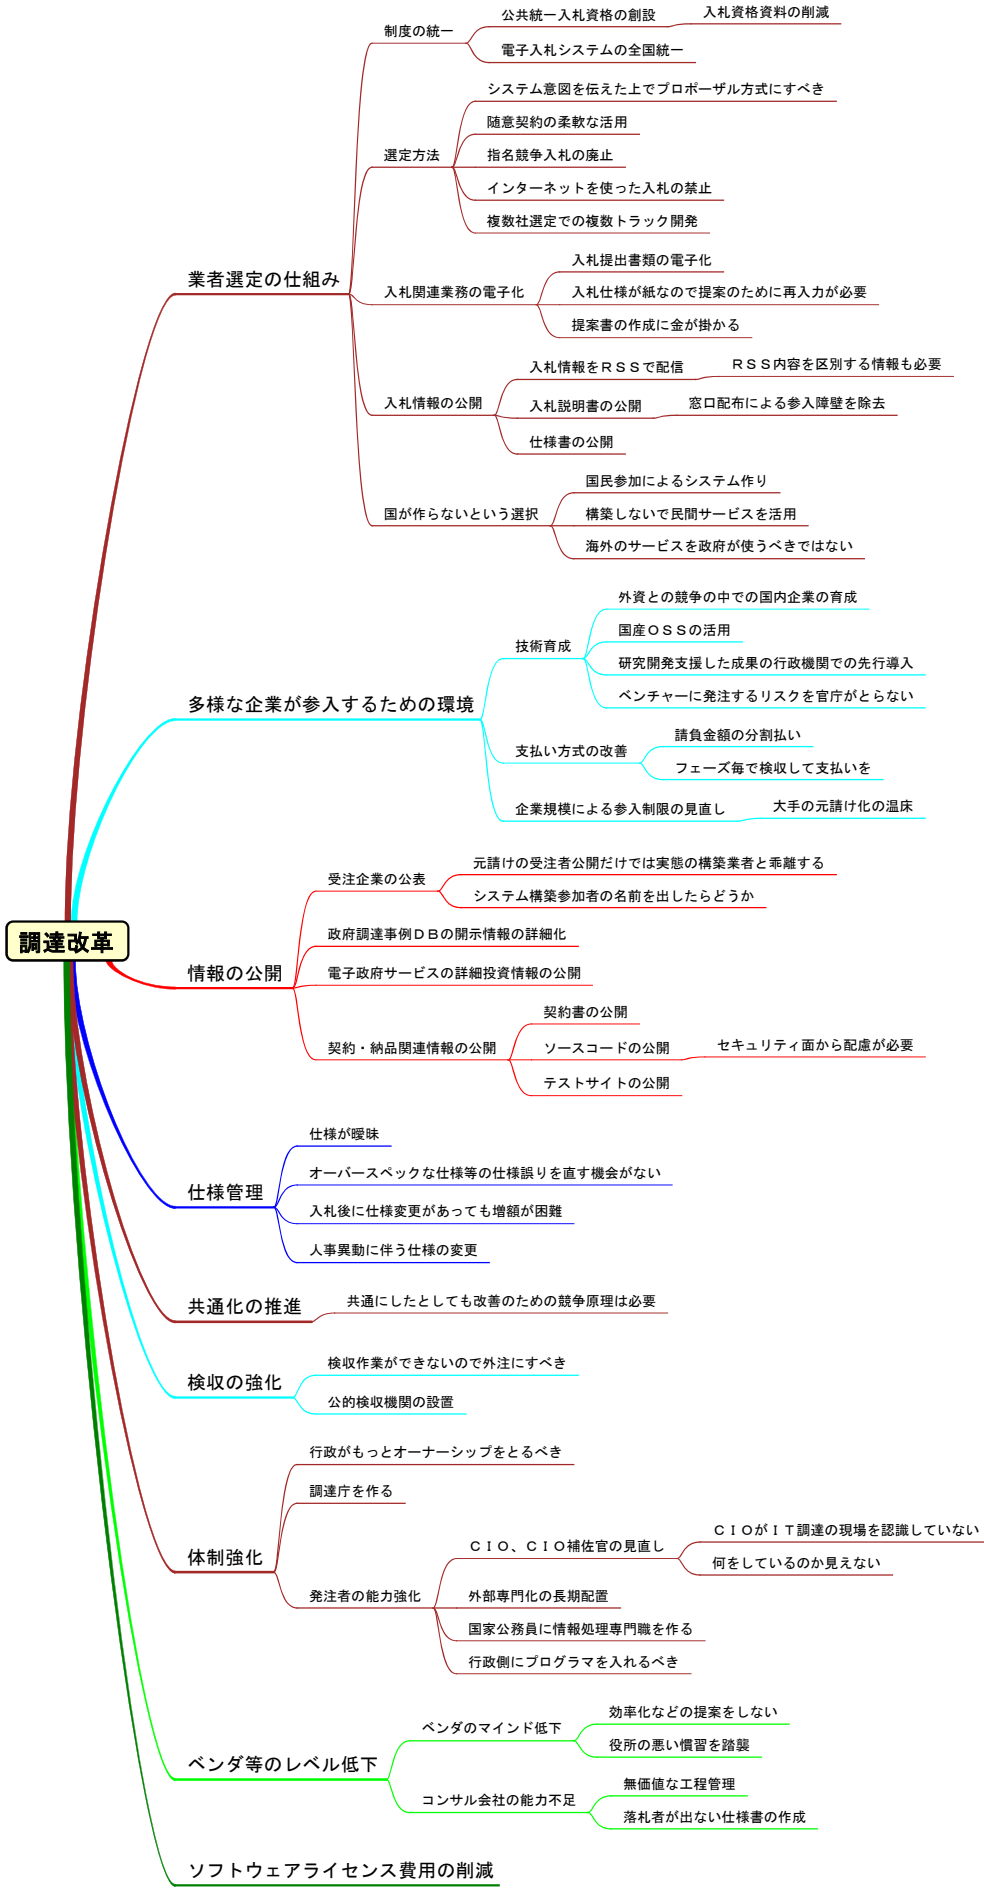 調達改革
業者選定の仕組み
制度の統一
公共統一入札資格の創設
入札資格資料の削減
電子入札システムの全国統一
選定方法
システム意図を伝えた上でプロポーザル方式にすべき
随意契約の柔軟な活用
指名競争入札の廃止
インターネットを使った入札の禁止
複数社選定での複数トラック開発
入札関連業務の電子化
入札提出書類の電子化
入札仕様が紙なので提案のために再入力が必要
提案書の作成に金が掛かる
入札情報の公開
入札情報をRSSで配信
RSS内容を区別する情報も必要
入札説明書の公開
窓口配布による参入障壁を除去
仕様書の公開
国が作らないという選択
国民参加によるシステム作り
構築しないで民間サービスを活用
海外のサービスを政府が使うべきではない
多様な企業が参入するための環境
技術育成
外資との競争の中での国内企業の育成
国産OSSの活用
研究開発支援した成果の行政機関での先行導入
ベンチャーに発注するリスクを官庁がとらない
支払い方式の改善
請負金額の分割払い
フェーズ毎で検収して支払いを
企業規模による参入制限の見直し
大手の元請け化の温床
情報の公開
受注企業の公表
元請けの受注者公開だけでは実態の構築業者と乖離する
システム構築参加者の名前を出したらどうか
政府調達事例DBの開示情報の詳細化
電子政府サービスの詳細投資情報の公開
契約・納品関連情報の公開
契約書の公開
ソースコードの公開
セキュリティ面から配慮が必要
テストサイトの公開
仕様管理
仕様が曖昧
オーバースペックな仕様等の仕様誤りを直す機会がない
入札後に仕様変更があっても増額が困難
人事異動に伴う仕様の変更
共通化の推進
共通にしたとしても改善のための競争原理は必要
検収の強化
検収作業ができないので外注にすべき
公的検収機関の設置
体制強化
行政がもっとオーナーシップをとるべき
調達庁を作る
発注者の能力強化
CIO、CIO補佐官の見直し
CIOがIT調達の現場を認識していない
何をしているのか見えない
外部専門化の長期配置
国家公務員に情報処理専門職を作る
行政側にプログラマを入れるべき
ベンダ等のレベル低下
ベンダのマインド低下
効率化などの提案をしない
役所の悪い慣習を踏襲
コンサル会社の能力不足
無価値な工程管理
落札者が出ない仕様書の作成
ソフトウェアライセンス費用の削減